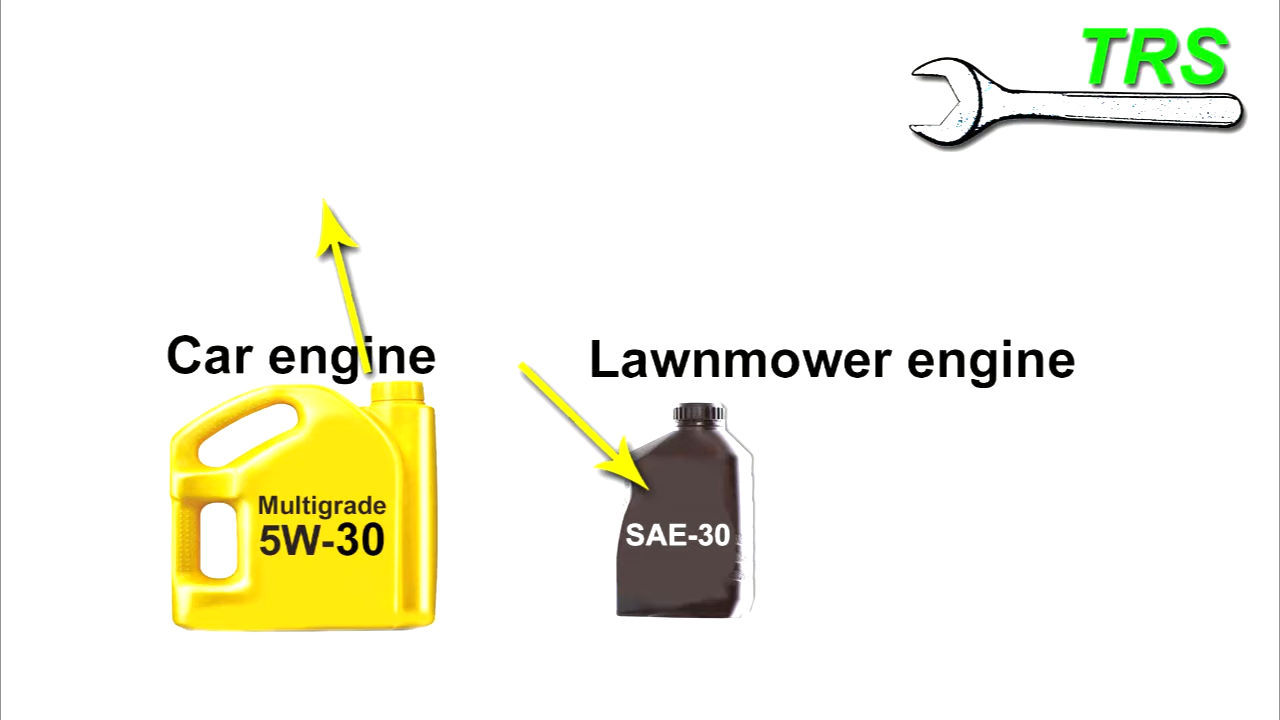 TRS
Car engine
Lawnmower engine
Multigrade
5W-30
SAE-30